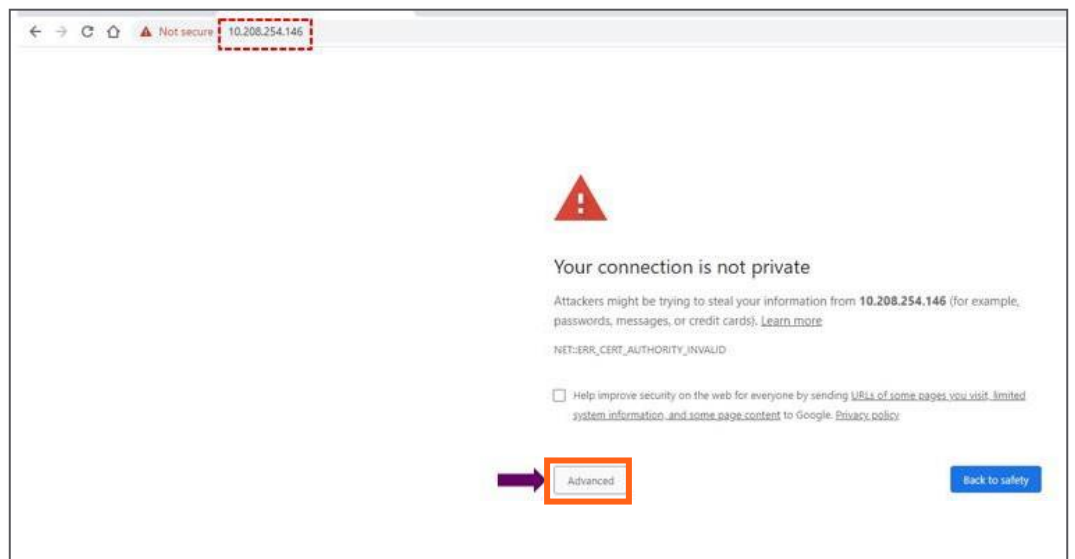 Not secure 10.208.254.146
Your connection is not private
Attackers might be trying to steal your information from 10.208.254.146 (for example,
passwords, messages, or credit cards). Learn more
NET::ERR_CERT_AUTHORITY_INVALID
Help improve security on the web for everyone by sending URLs of some pages you visit, limited
system information, and some page content to Google. Privacy policy
Advanced
Back to safety